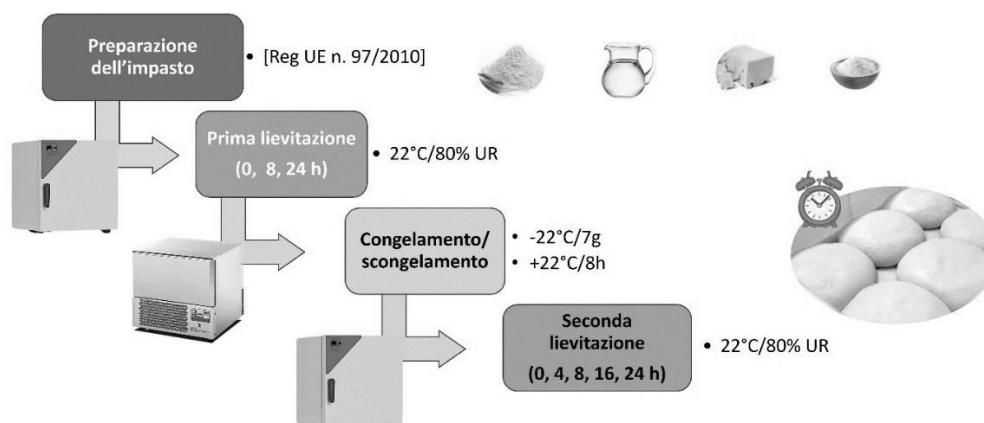 Preparazione
dell'impasto
• [Reg UE n. 97/2010]
Prima lievitazione
(0, 8, 24 h)
• 22°C/80% UR
Congelamento/
scongelamento
• -22°C/7g
• +22°C/8h
Seconda
lievitazione
(0, 4, 8, 16, 24 h)
• 22°C/80% UR